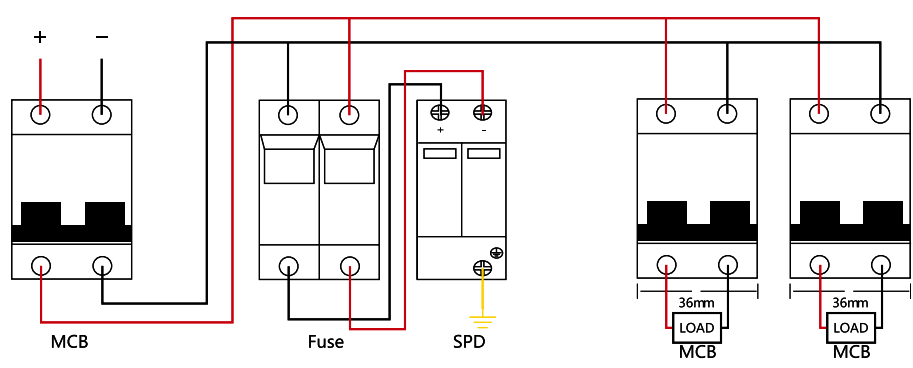 + −
+ -
36mm
36mm
LOAD
LOAD
MCB
Fuse
SPD
MCB
MCB